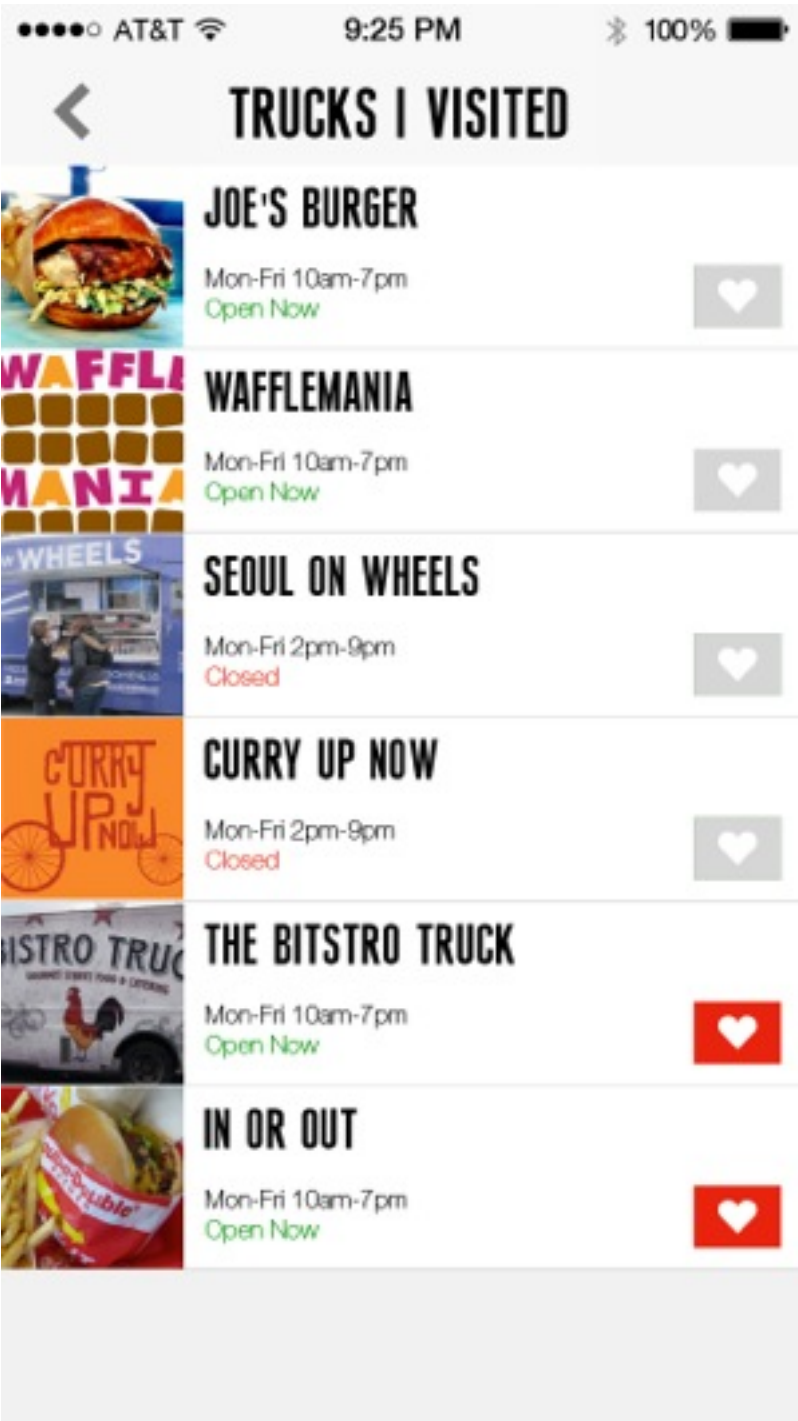 AT&T 9:25 PM 100%
TRUCKS I VISITED
JOE'S BURGER
Mon-Fri 10am-7pm
Open Now
WAFFLE
MANIA
WAFFLEMANIA
Mon-Fri 10am-7pm
Open Now
WHEELS
SEOUL ON WHEELS
Mon-Fri 2pm-9pm
Closed
CURRY
UP NOW
CURRY UP NOW
Mon-Fri 2pm-9pm
Closed
BISTRO TRUC
THE BITSTRO TRUCK
Mon-Fri 10am-7pm
Open Now
Double
IN OR OUT
Mon-Fri 10am-7pm
Open Now